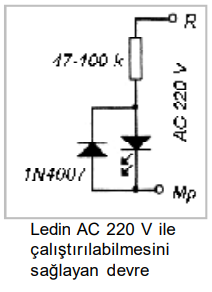 R
47-100 k
AC 220 V
1N4007
Mp
Ledin AC 220 V ile
çalıştırılabilmesini
sağlayan devre